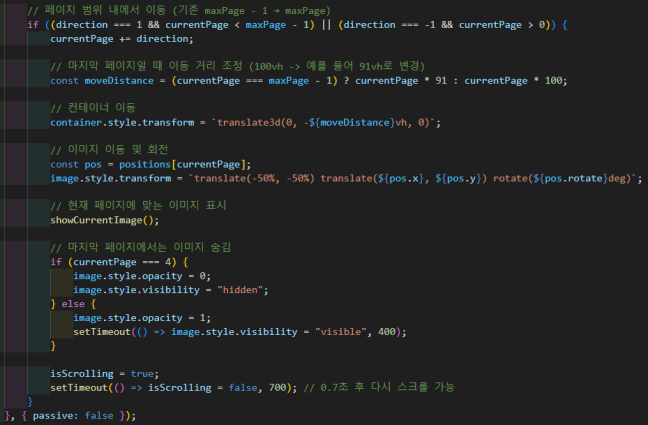 // 페이지 범위 내에서 이동 (기존 maxPage - 1 → maxPage)
if ((direction === 1 && currentPage < maxPage - 1) || (direction === -1 && currentPage > 0)) {
currentPage += direction;
// 마지막 페이지일 때 이동 거리 조정 (100vh -> 예를 들어 91vh로 변경)
const moveDistance = (currentPage === maxPage - 1) ? currentPage * 91 : currentPage * 100;
// 컨테이너 이동
container.style.transform = `translate3d(0, -${moveDistance}vh, 0)`;
// 이미지 이동 및 회전
const pos = positions[currentPage];
image.style.transform = `translate(-50%, -50%) translate(${pos.x}, ${pos.y}) rotate(${pos.rotate}deg)`;
// 현재 페이지에 맞는 이미지 표시
showCurrentImage();
// 마지막 페이지에서는 이미지 숨김
if (currentPage === 4) {
image.style.opacity = 0;
image.style.visibility = "hidden";
} else {
image.style.opacity = 1;
setTimeout(() => image.style.visibility = "visible", 400);
}
isScrolling = true;
setTimeout(() => isScrolling = false, 700); // 0.7초 후 다시 스크롤 가능
}
}, { passive: false });